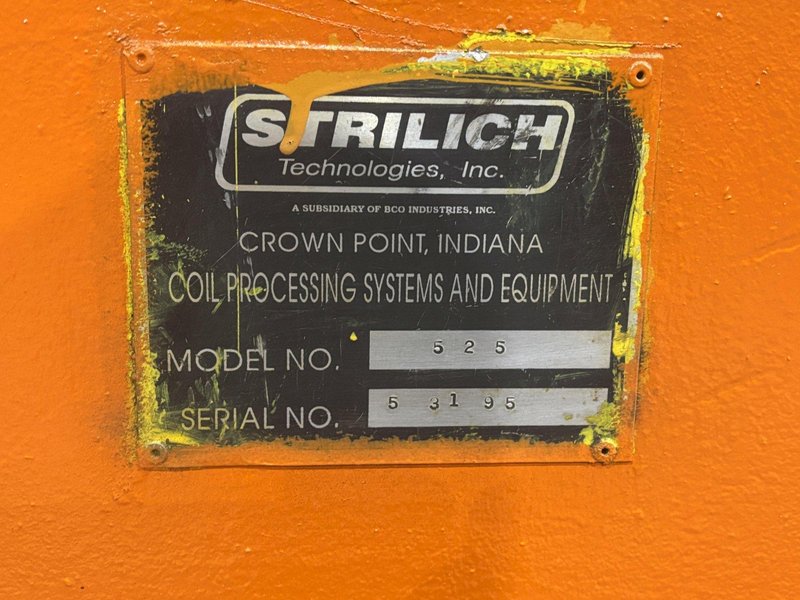 STRILICH
Technologies, Inc.
A SUBSIDIARY OF BCO INDUSTRIES, INC.
CROWN POINT, INDIANA
COIL PROCESSING SYSTEMS AND EQUIPMENT
MODEL NO. 525
SERIAL NO. 5 31 95